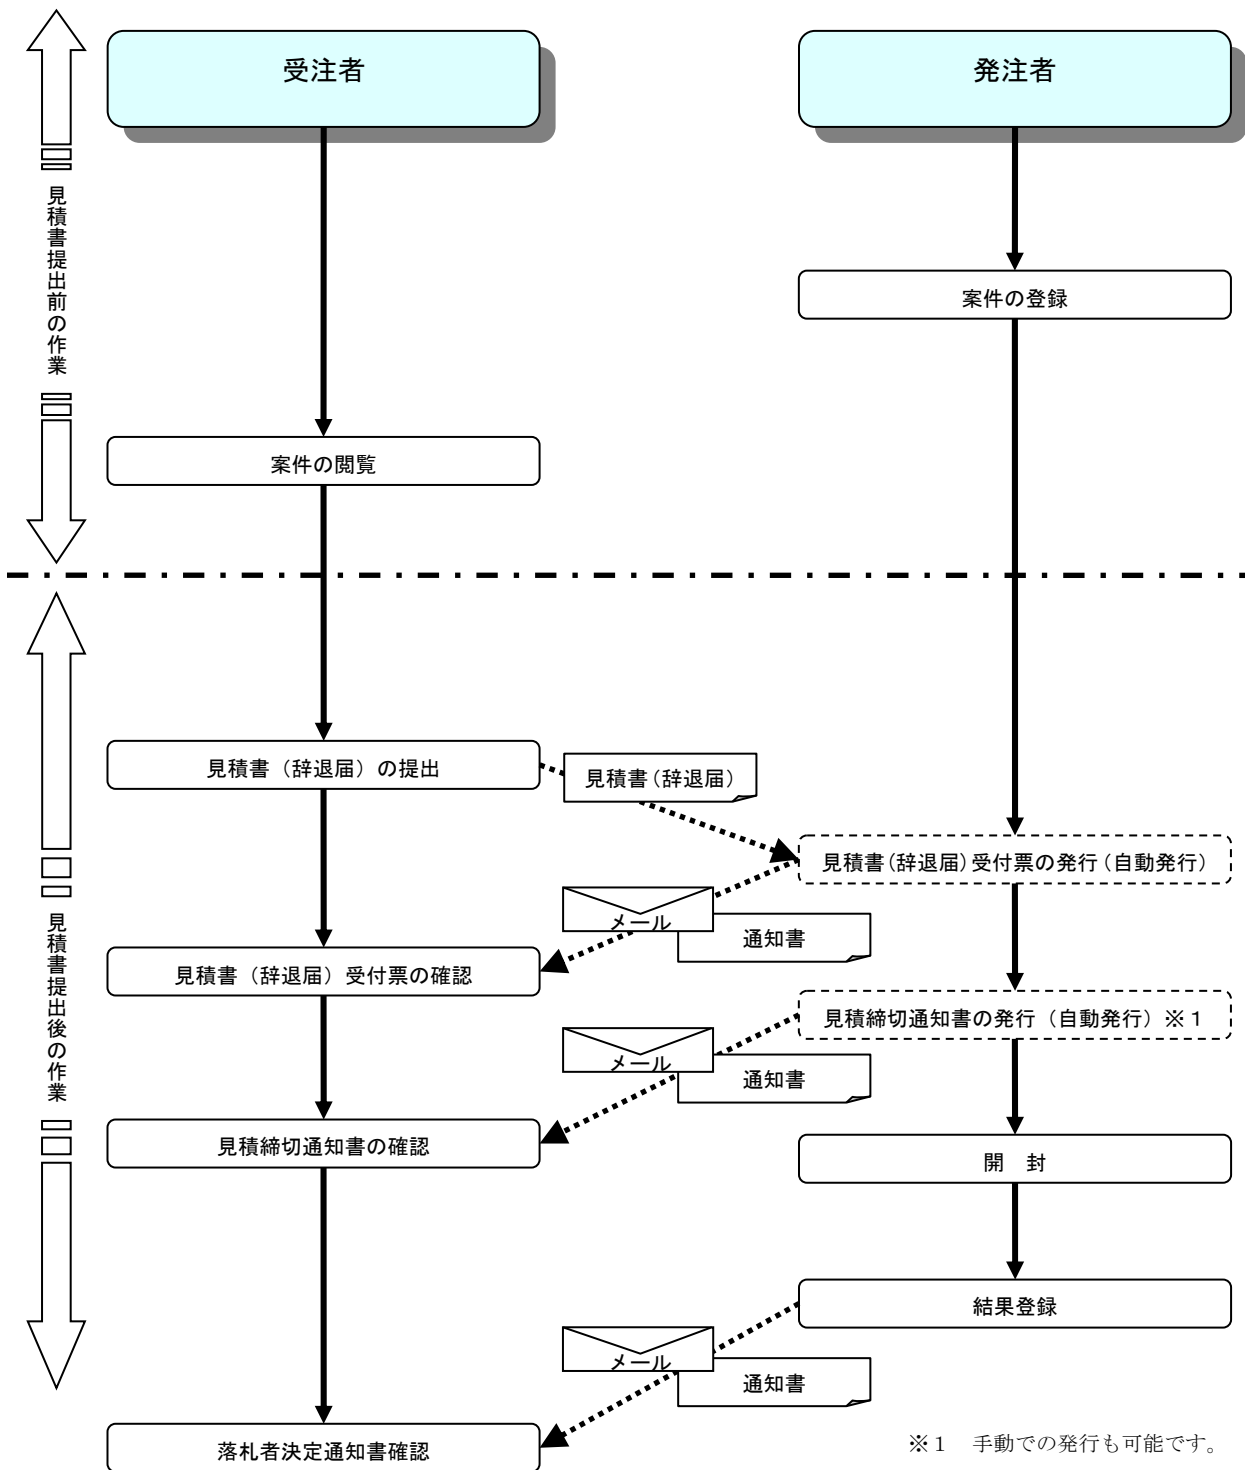 受注者
発注者
見積書提出前の作業
案件の登録
案件の閲覧
見積書（辞退届）の提出
見積書（辞退届）
見積書（辞退届）受付票の発行（自動発行）
メール
通知書
見積書提出後の作業
見積書（辞退届）受付票の確認
見積締切通知書の発行（自動発行）※１
メール
通知書
見積締切通知書の確認
開　封
結果登録
メール
通知書
落札者決定通知書確認
※１　手動での発行も可能です。